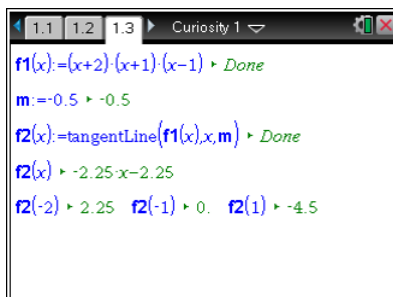 1.1 1.2 1.3 Curiosity 1
f1(x):=(x+2)·(x+1)·(x−1) ▸ Done
m:=-0.5 ▸ -0.5
f2(x):=tangentLine(f1(x),x,m) ▸ Done
f2(x) ▸ -2.25·x−2.25
f2(-2) ▸ 2.25 f2(-1) ▸ 0. f2(1) ▸ -4.5